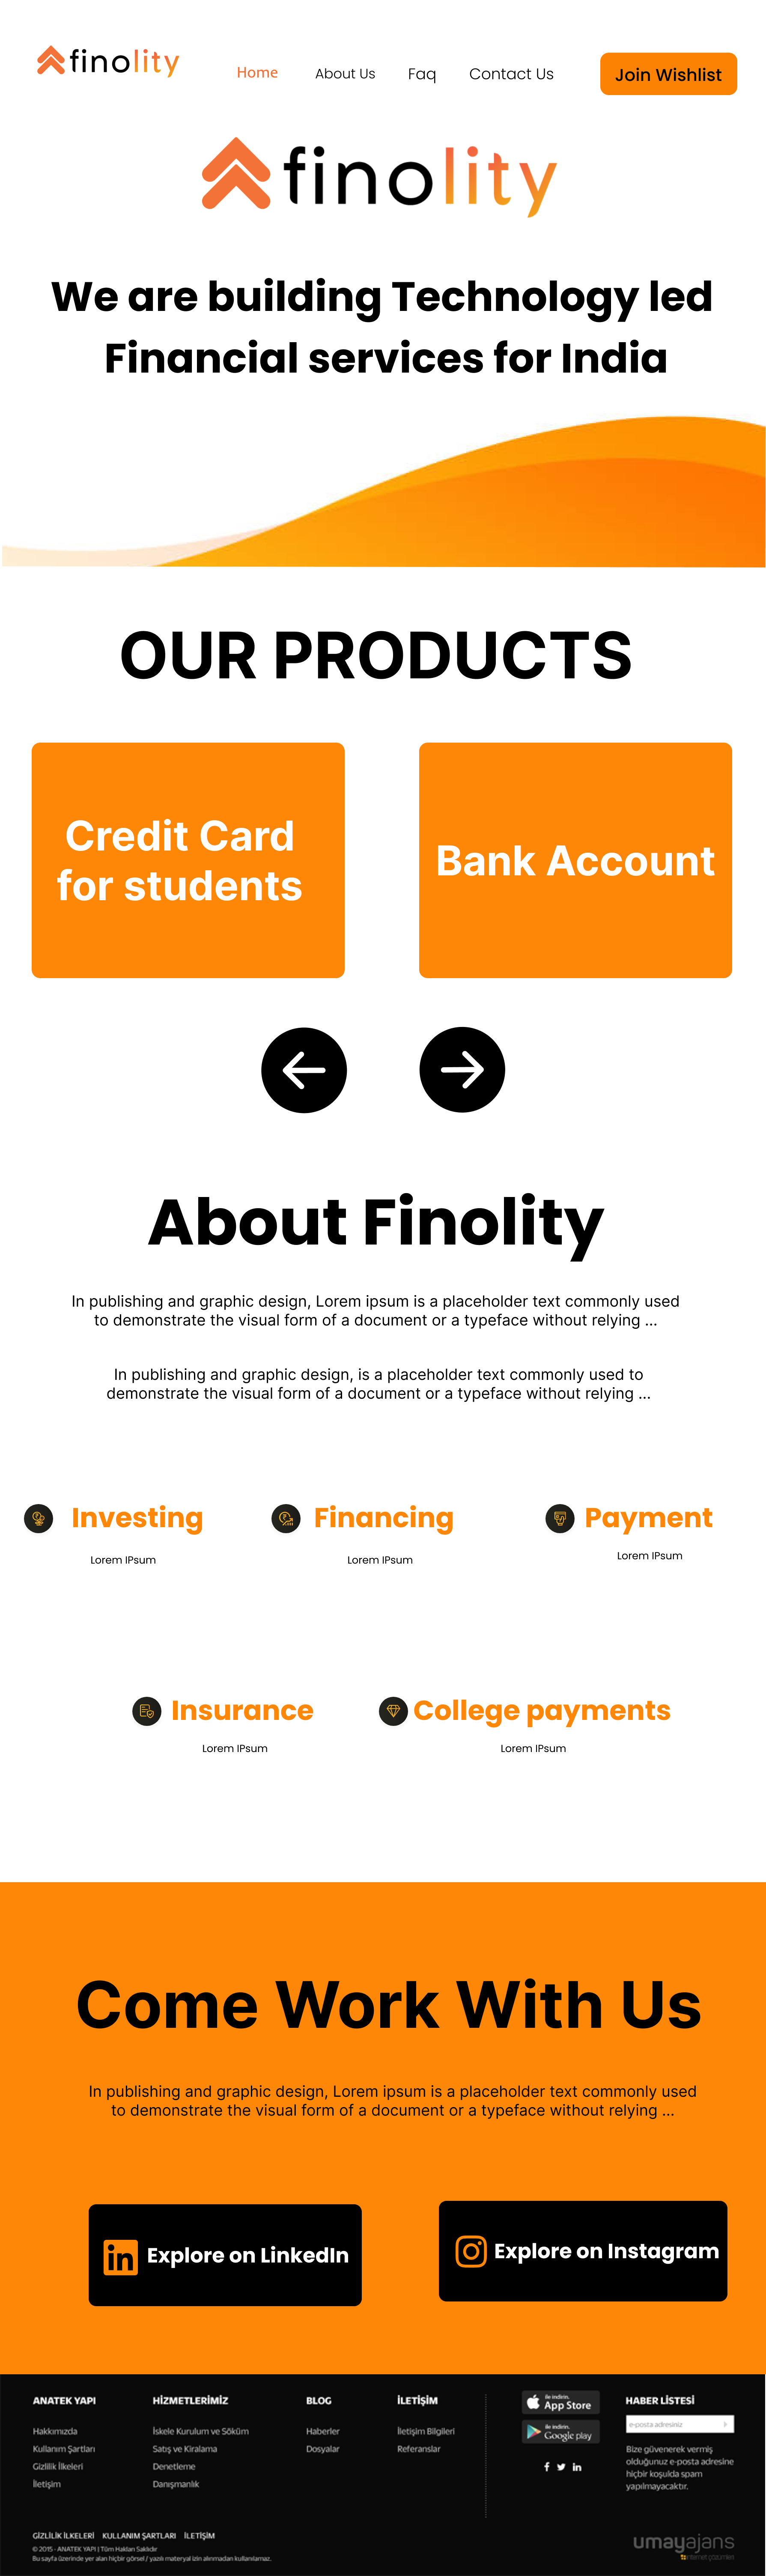 finolity
Home
About Us
Faq
Contact Us
Join Wishlist
finolity
We are building Technology led
Financial services for India
OUR PRODUCTS
Credit Card
for students
Bank Account
About Finolity
In publishing and graphic design, Lorem ipsum is a placeholder text commonly used
to demonstrate the visual form of a document or a typeface without relying ...
In publishing and graphic design, is a placeholder text commonly used to
demonstrate the visual form of a document or a typeface without relying ...
Investing
Lorem IPsum
Financing
Lorem IPsum
Payment
Lorem IPsum
Insurance
Lorem IPsum
College payments
Lorem IPsum
Come Work With Us
In publishing and graphic design, Lorem ipsum is a placeholder text commonly used
to demonstrate the visual form of a document or a typeface without relying ...
in Explore on LinkedIn
Explore on Instagram
ANATEK YAPI
Hakkımızda
Kullanım Şartları
Gizlilik İlkeleri
İletişim
HİZMETLERİMİZ
İskele Kurulum ve Söküm
Satış ve Kiralama
Denetleme
Danışmanlık
BLOG
Haberler
Dosyalar
İLETİŞİM
İletişim Bilgileri
Referanslar
ile indirin.
App Store
ile indirin.
Google play
HABER LİSTESİ
e-posta adresiniz
Bize güvenerek vermiş
olduğunuz e-posta adresine
hiçbir koşulda spam
yapılmayacaktır.
GİZLİLİK İLKELERİ KULLANIM ŞARTLARI İLETİŞİM
© 2015 - ANATEK YAPI | Tüm Hakları Saklıdır
Bu sayfa üzerinde yer alan hiçbir görsel / yazılı materyal izin alınmadan kullanılamaz.
umayajans
internet çözümleri